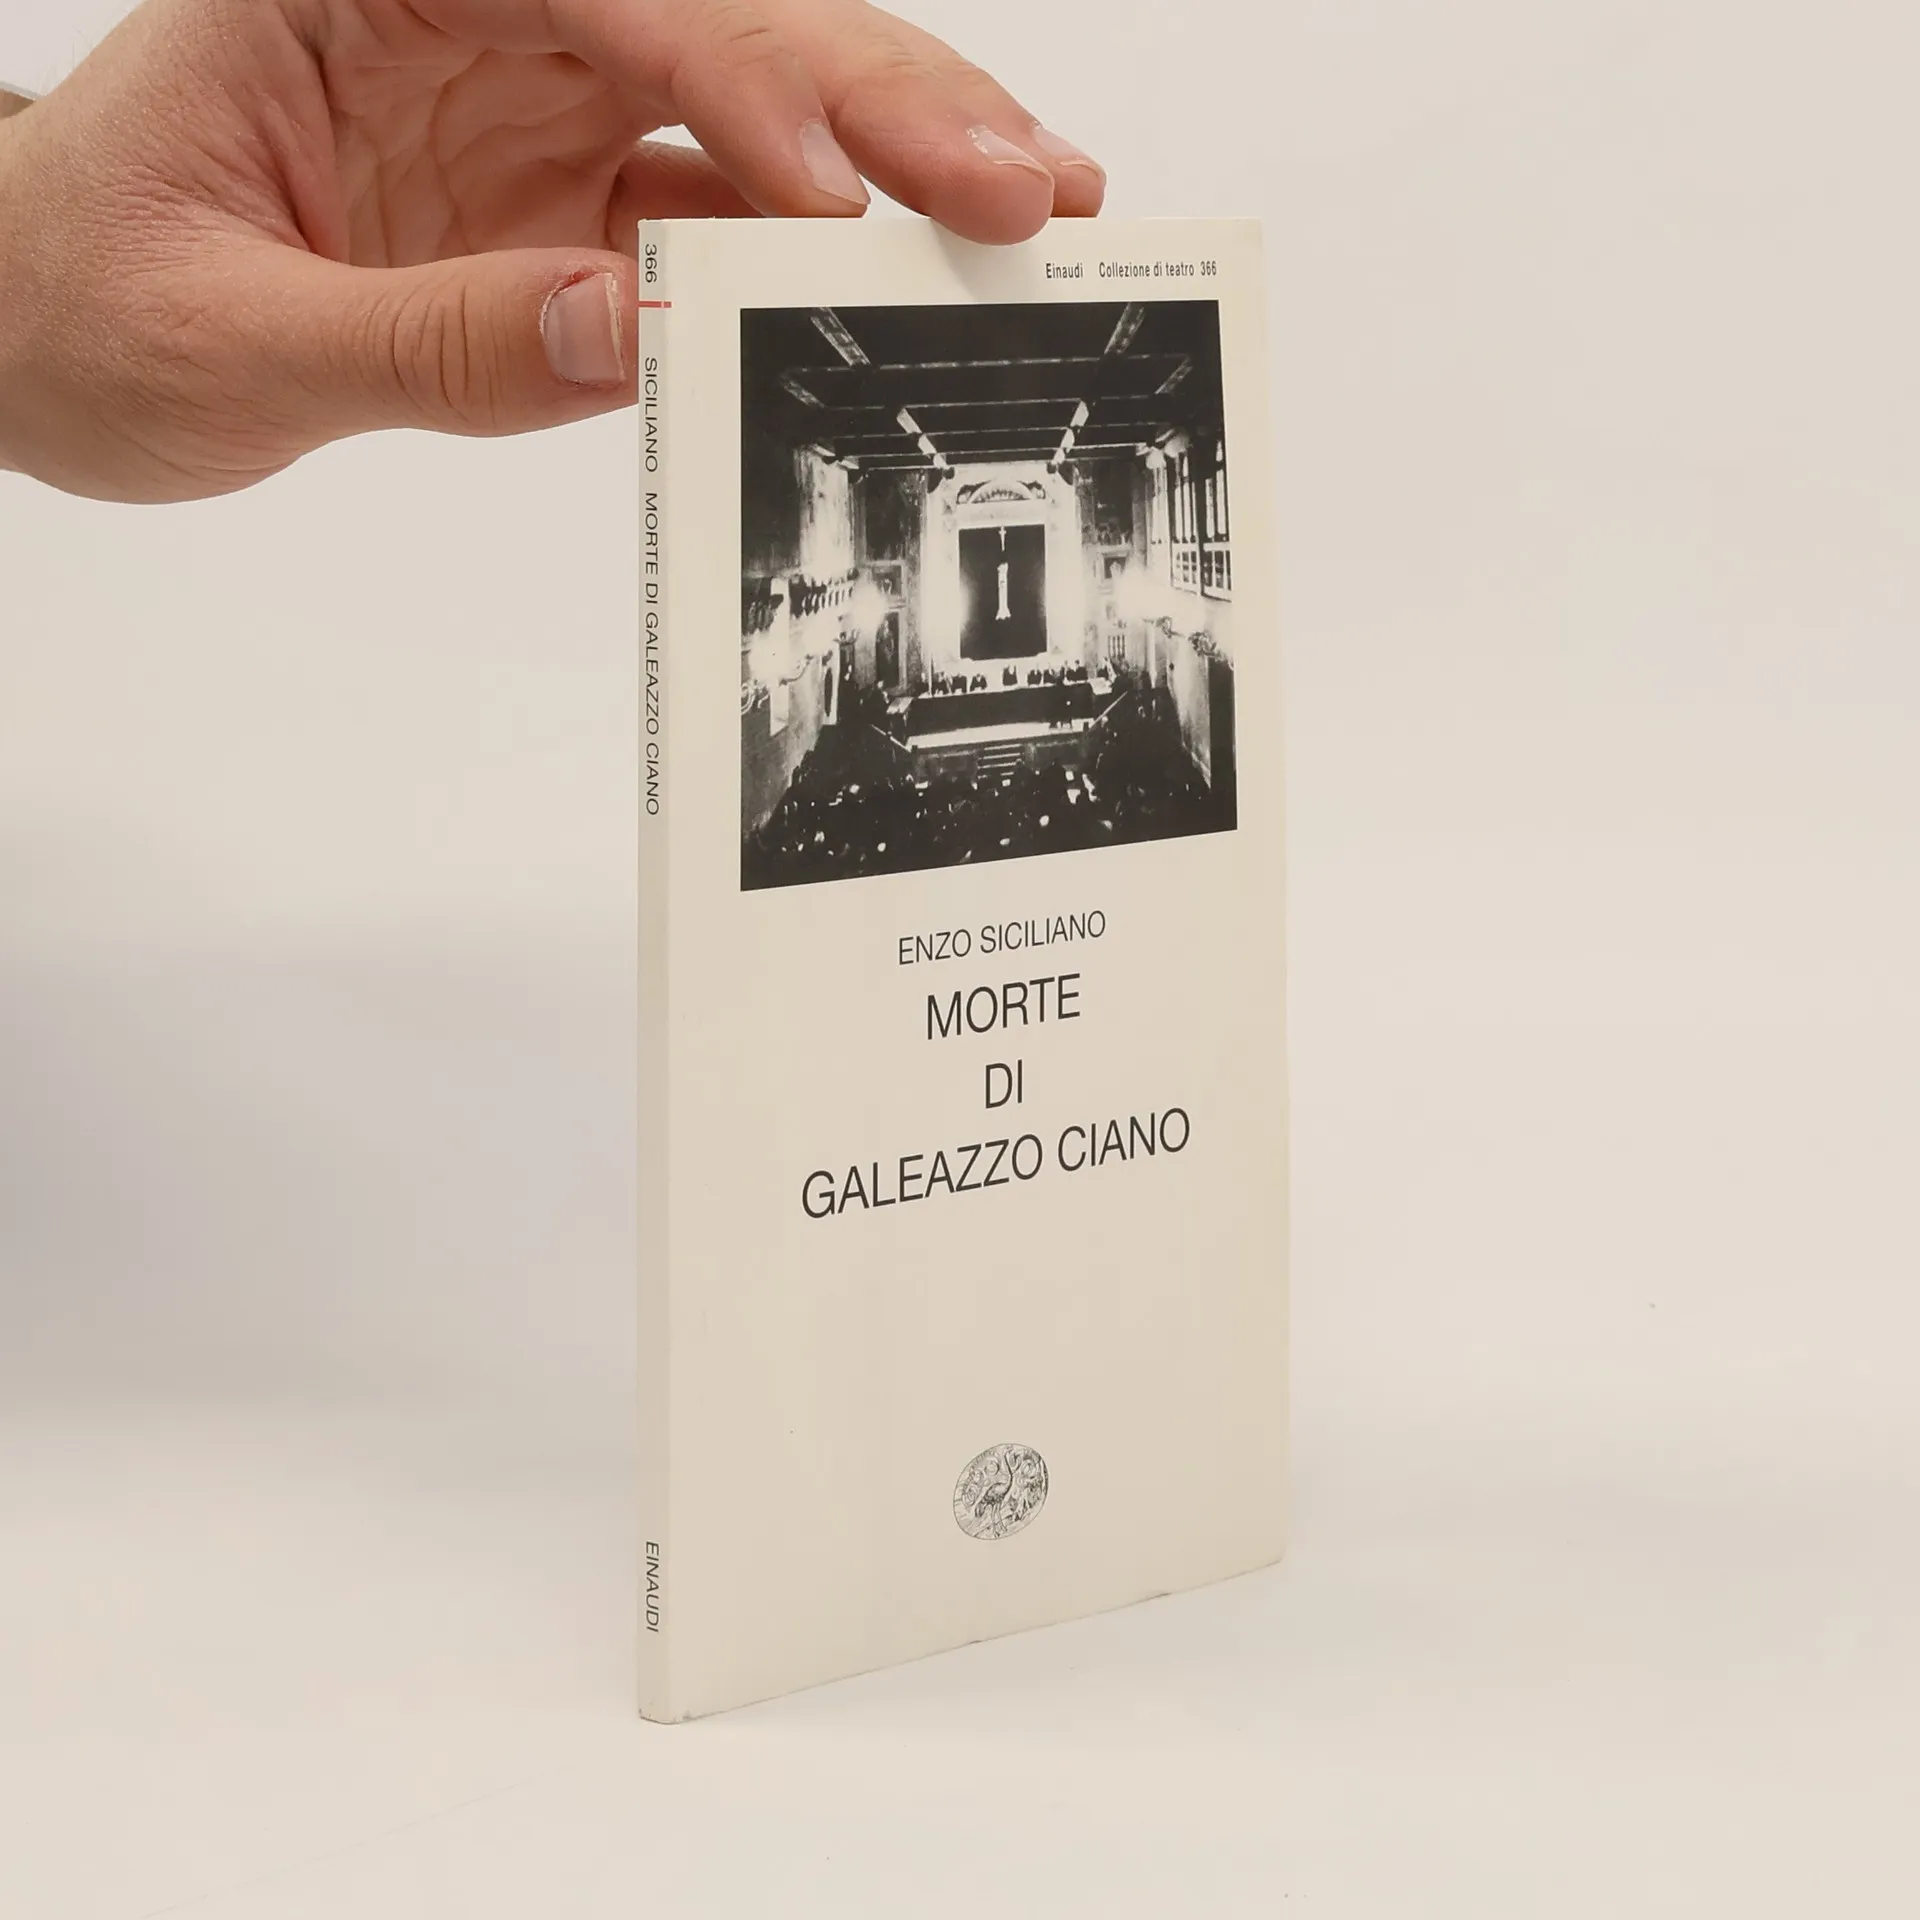 Einaudi Collezione di teatro 366
ENZO SICILIANO
MORTE
DI
GALEAZZO CIANO
366 SICILIANO MORTE DI GALEAZZO CIANO EINAUDI